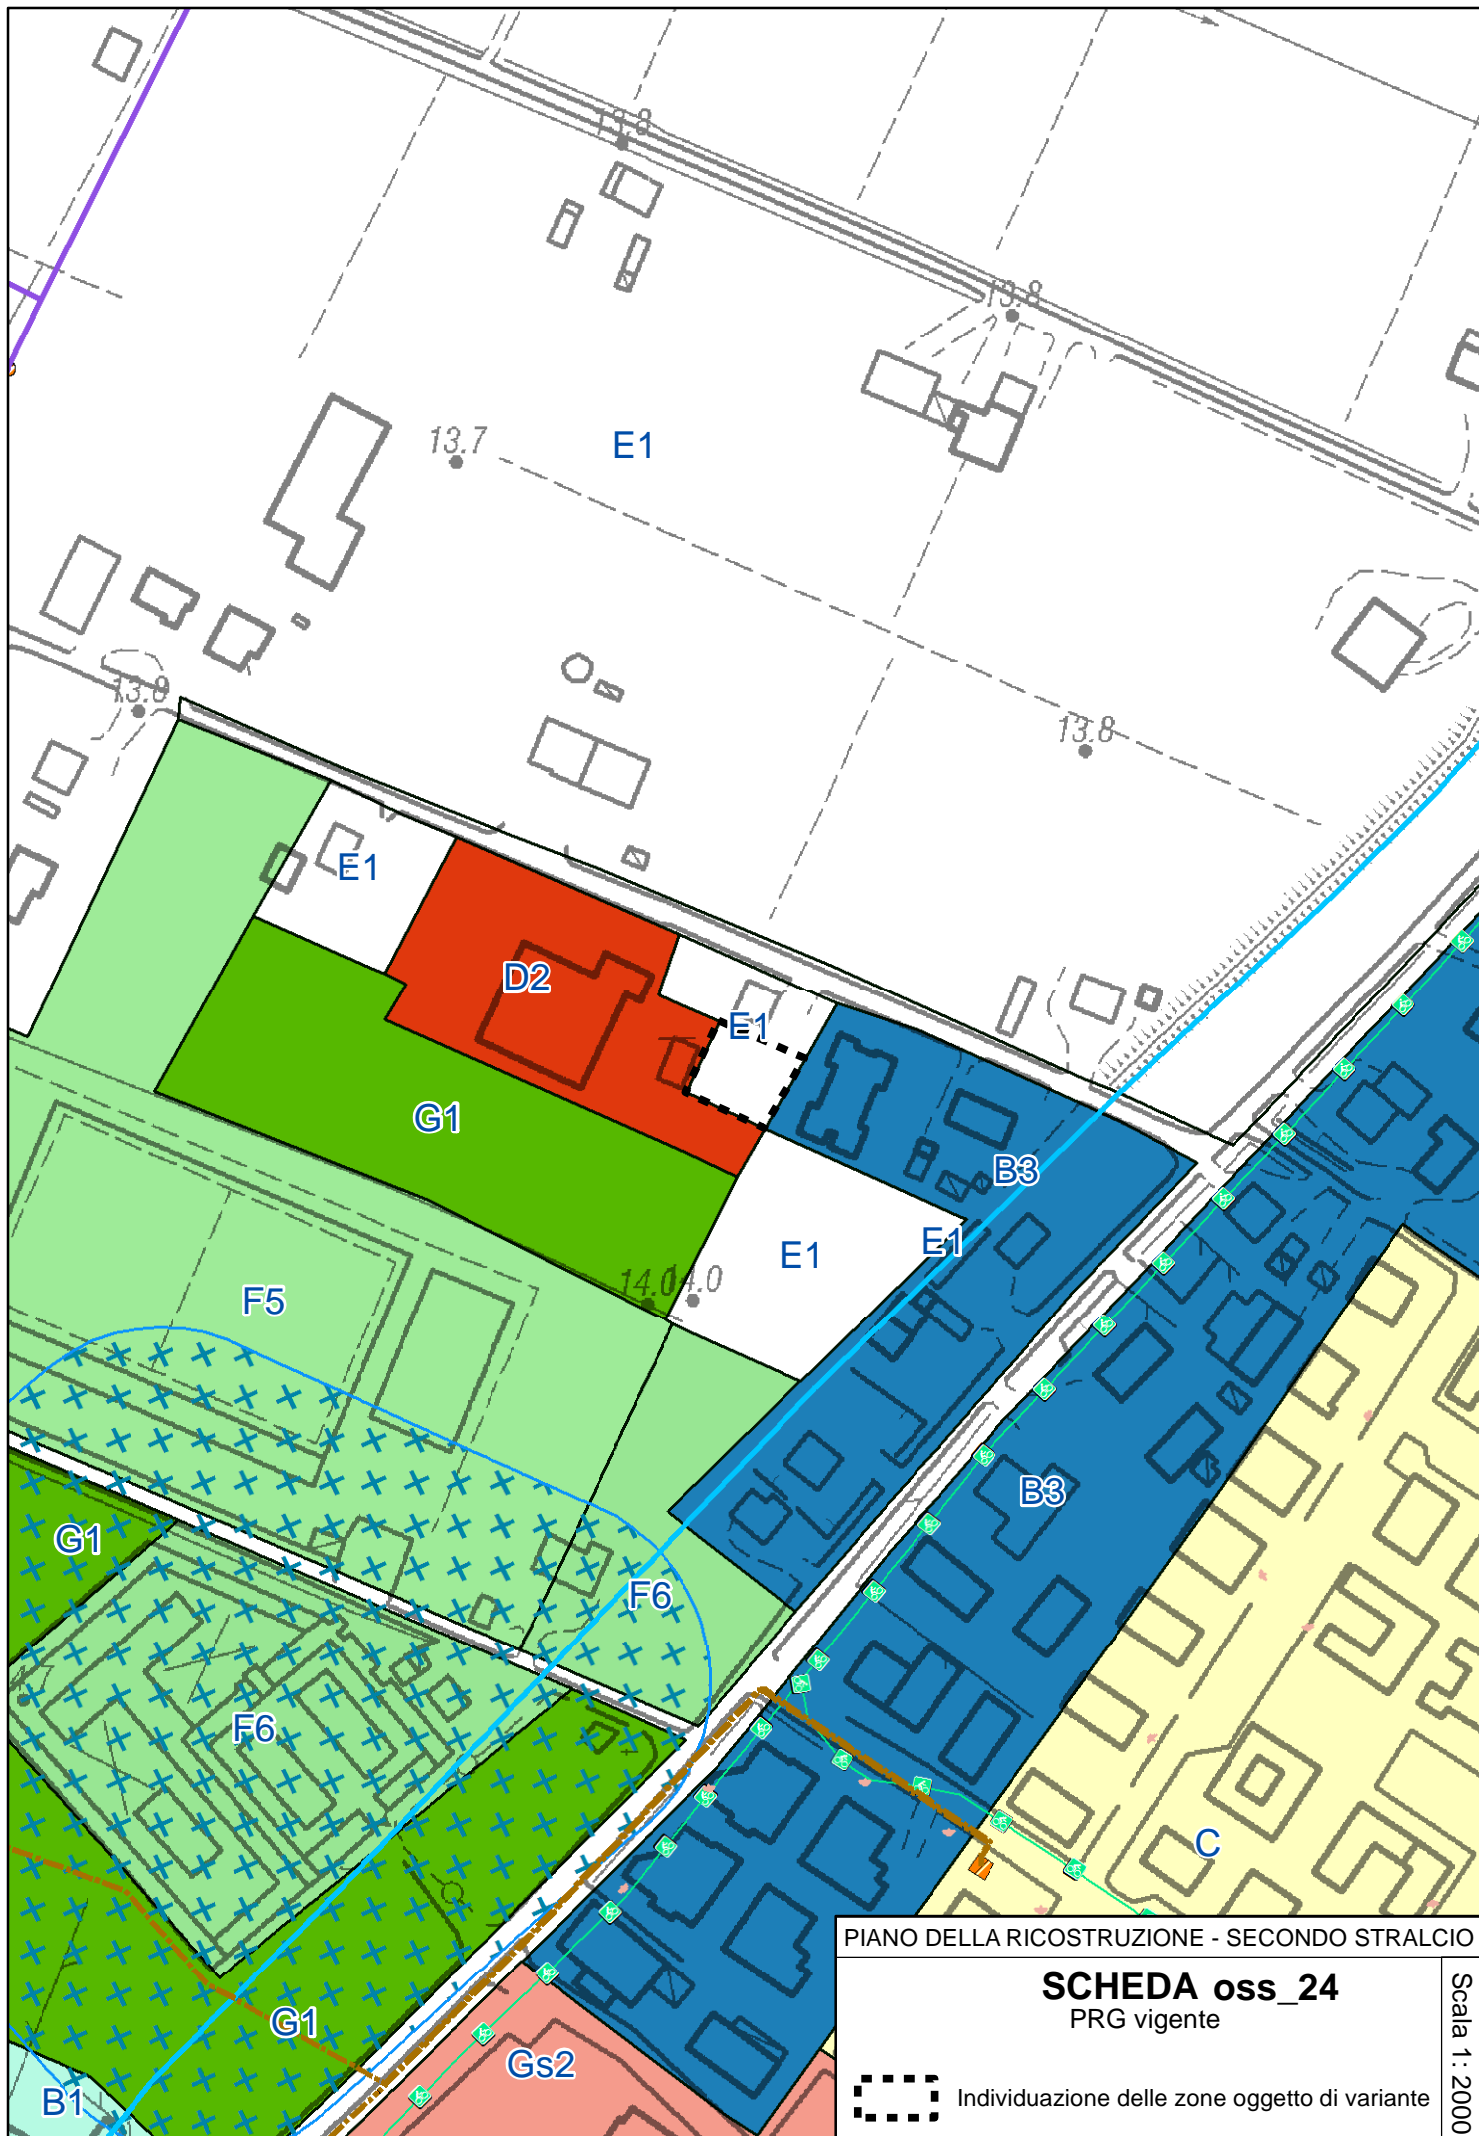 13.8
13.8
13.7
E1
13.8
E1
D2
E1
G1
B3
E1
E1
14.0
14.0
F5
B3
G1
F6
F6
C
G1
Gs2
B1
PIANO DELLA RICOSTRUZIONE - SECONDO STRALCIO
SCHEDA oss_24
PRG vigente
Individuazione delle zone oggetto di variante
Scala 1: 2000